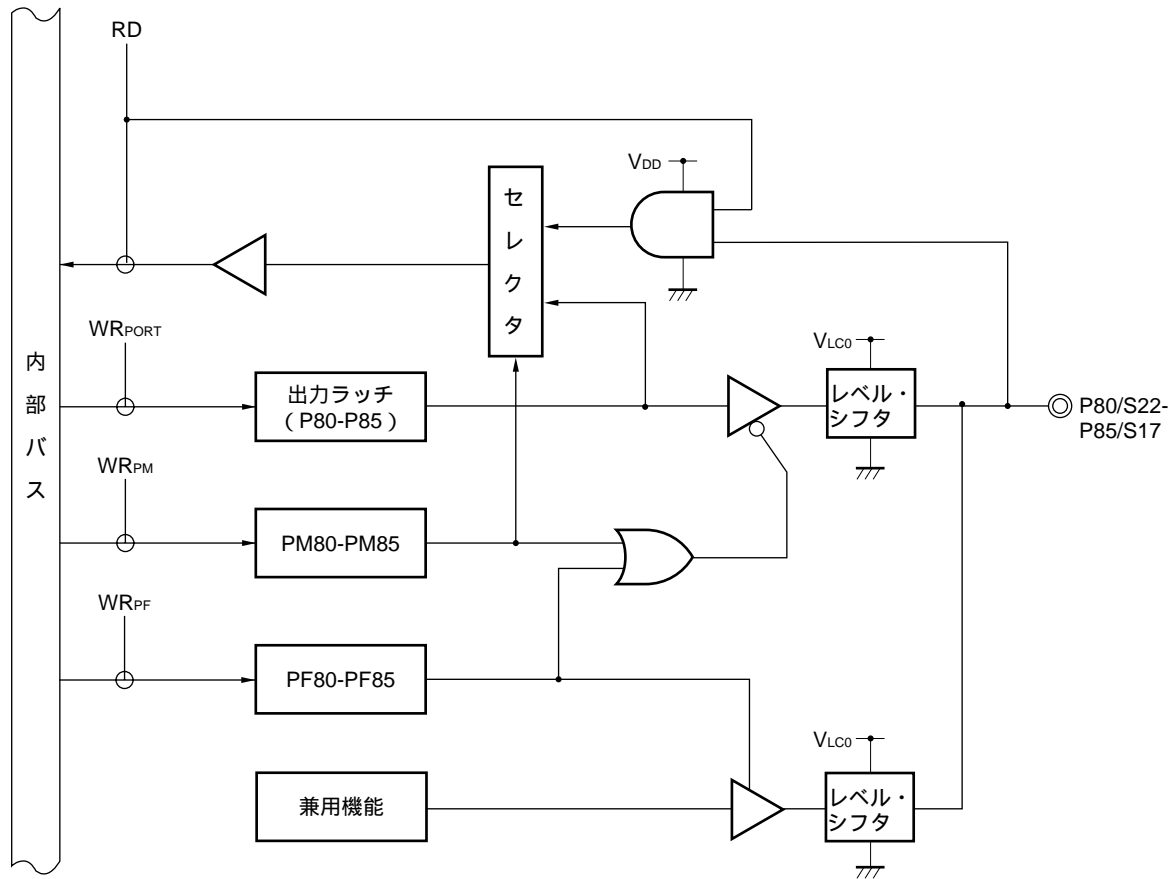 RD
VDD
セレクタ
WRPORT
VLC0
内部バス
出力ラッチ
（P80-P85）
レベル・
シフタ
P80/S22-
P85/S17
WRPM
PM80-PM85
WRPF
PF80-PF85
VLC0
兼用機能
レベル・
シフタ